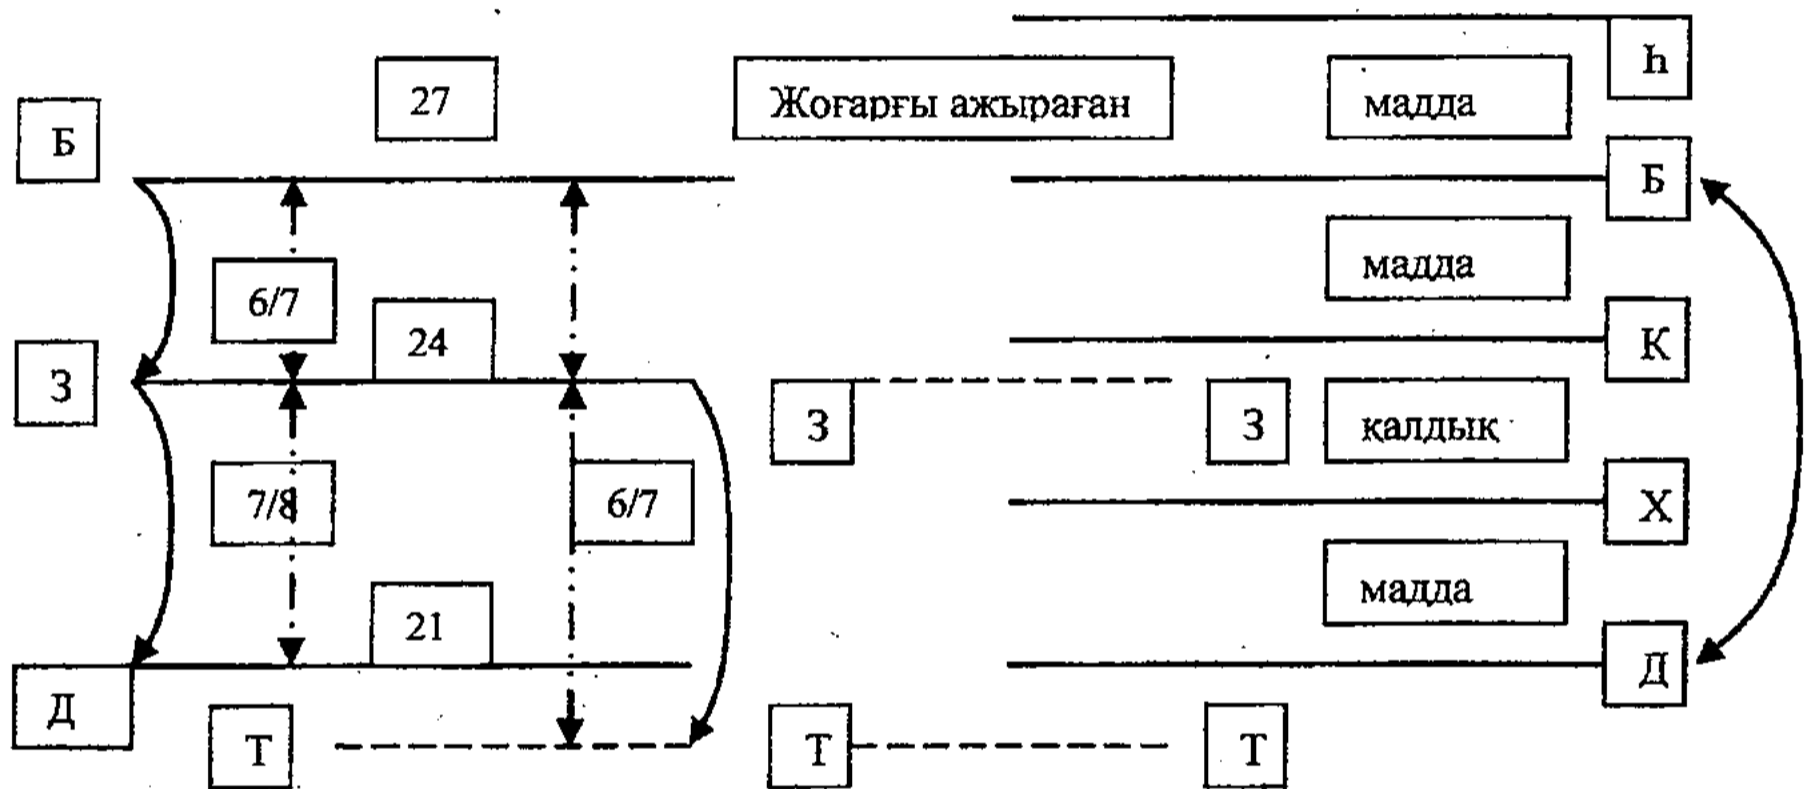 h
27
Жоғарғы ажыраған
мадда
Б
Б
мадда
6/7
24
К
З
З
З
қалдық
7/8
6/7
Х
21
мадда
Д
Д
Т
Т
Т